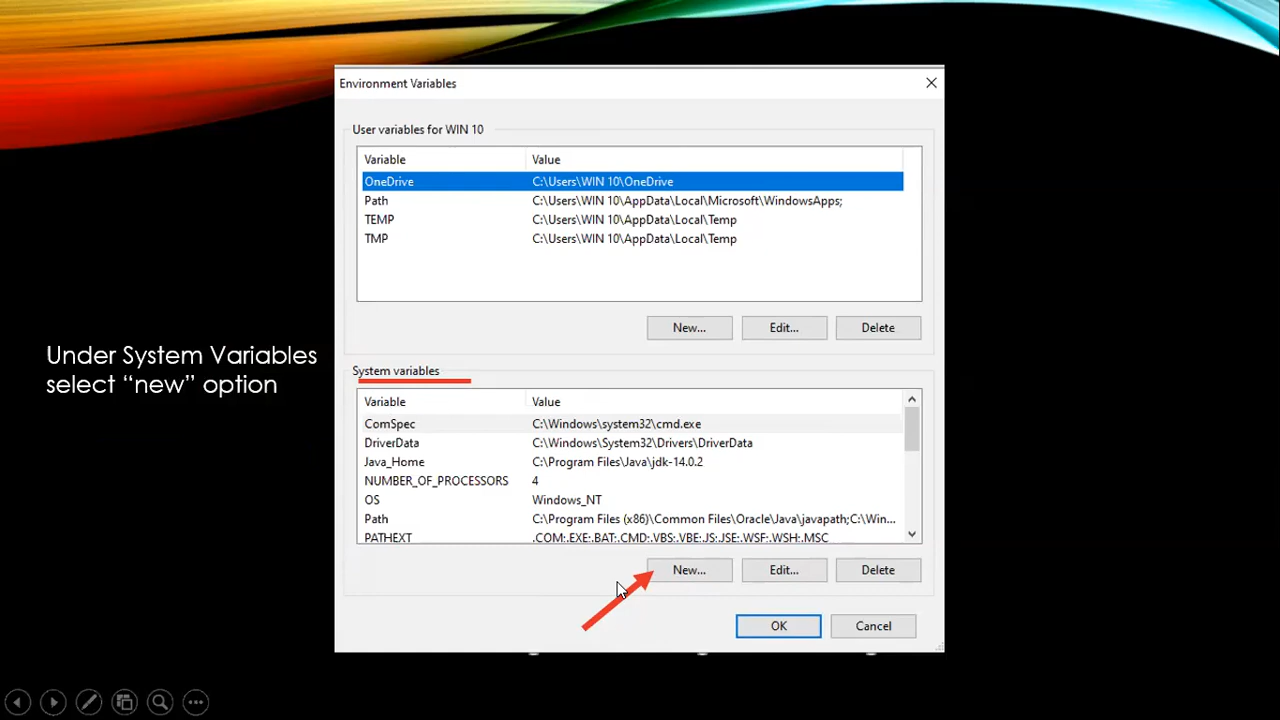 Environment Variables
User variables for WIN 10
Variable Value
OneDrive C:\Users\WIN 10\OneDrive
Path C:\Users\WIN 10\AppData\Local\Microsoft\WindowsApps;
TEMP C:\Users\WIN 10\AppData\Local\Temp
TMP C:\Users\WIN 10\AppData\Local\Temp
New... Edit... Delete
Under System Variables
select “new” option
System variables
Variable Value
ComSpec C:\Windows\system32\cmd.exe
DriverData C:\Windows\System32\Drivers\DriverData
Java_Home C:\Program Files\Java\jdk-14.0.2
NUMBER_OF_PROCESSORS 4
OS Windows_NT
Path C:\Program Files (x86)\Common Files\Oracle\Java\javapath;C:\Win...
PATHEXT .COM;.EXE;.BAT;.CMD;.VBS;.VBE;.JS;.JSE;.WSF;.WSH;.MSC
New... Edit... Delete
OK Cancel